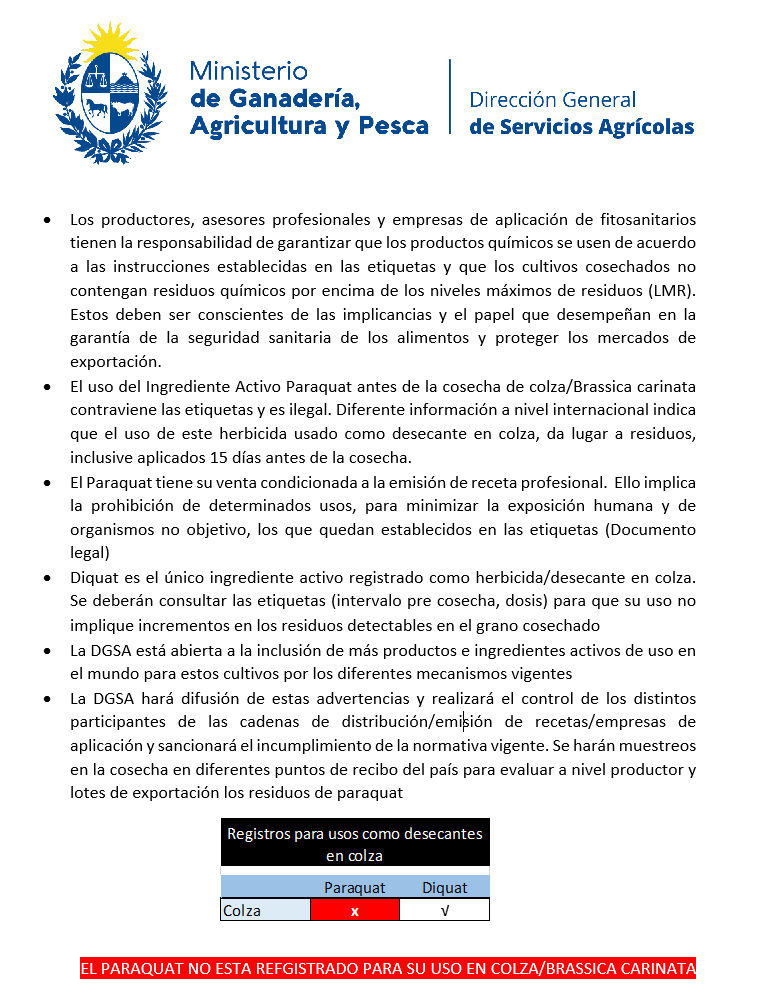 Ministerio
de Ganadería,
Agricultura y Pesca
Dirección General
de Servicios Agrícolas
• Los productores, asesores profesionales y empresas de aplicación de fitosanitarios
tienen la responsabilidad de garantizar que los productos químicos se usen de acuerdo
a las instrucciones establecidas en las etiquetas y que los cultivos cosechados no
contengan residuos químicos por encima de los niveles máximos de residuos (LMR).
Estos deben ser conscientes de las implicancias y el papel que desempeñan en la
garantía de la seguridad sanitaria de los alimentos y proteger los mercados de
exportación.
• El uso del Ingrediente Activo Paraquat antes de la cosecha de colza/Brassica carinata
contraviene las etiquetas y es ilegal. Diferente información a nivel internacional indica
que el uso de este herbicida usado como desecante en colza, da lugar a residuos,
inclusive aplicados 15 días antes de la cosecha.
• El Paraquat tiene su venta condicionada a la emisión de receta profesional. Ello implica
la prohibición de determinados usos, para minimizar la exposición humana y de
organismos no objetivo, los que quedan establecidos en las etiquetas (Documento
legal)
• Diquat es el único ingrediente activo registrado como herbicida/desecante en colza.
Se deberán consultar las etiquetas (intervalo pre cosecha, dosis) para que su uso no
implique incrementos en los residuos detectables en el grano cosechado
• La DGSA está abierta a la inclusión de más productos e ingredientes activos de uso en
el mundo para estos cultivos por los diferentes mecanismos vigentes
• La DGSA hará difusión de estas advertencias y realizará el control de los distintos
participantes de las cadenas de distribución/emisión de recetas/empresas de
aplicación y sancionará el incumplimiento de la normativa vigente. Se harán muestreos
en la cosecha en diferentes puntos de recibo del país para evaluar a nivel productor y
lotes de exportación los residuos de paraquat
Registros para usos como desecantes
en colza
Paraquat Diquat
Colza x √
EL PARAQUAT NO ESTA REFGISTRADO PARA SU USO EN COLZA/BRASSICA CARINATA